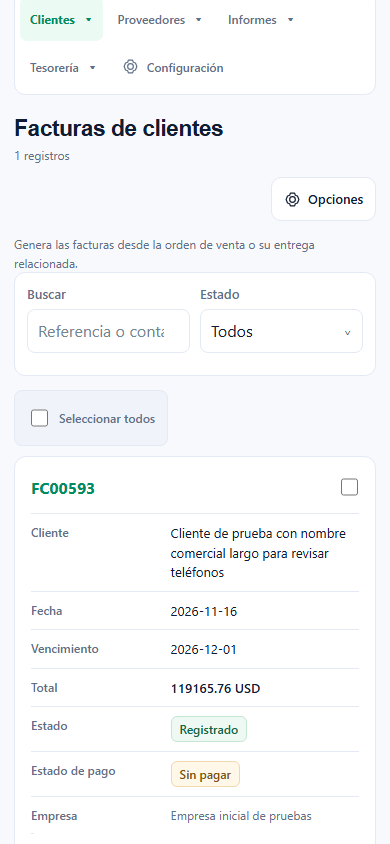 Clientes
Proveedores
Informes
Tesorería
Configuración
Facturas de clientes
1 registros
Opciones
Genera las facturas desde la orden de venta o su entrega
relacionada.
Buscar
Estado
Referencia o conta
Todos
Seleccionar todos
FC00593
Cliente
Cliente de prueba con nombre
comercial largo para revisar
teléfonos
Fecha
2026-11-16
Vencimiento
2026-12-01
Total
119165.76 USD
Estado
Registrado
Estado de pago
Sin pagar
Empresa
Empresa inicial de pruebas